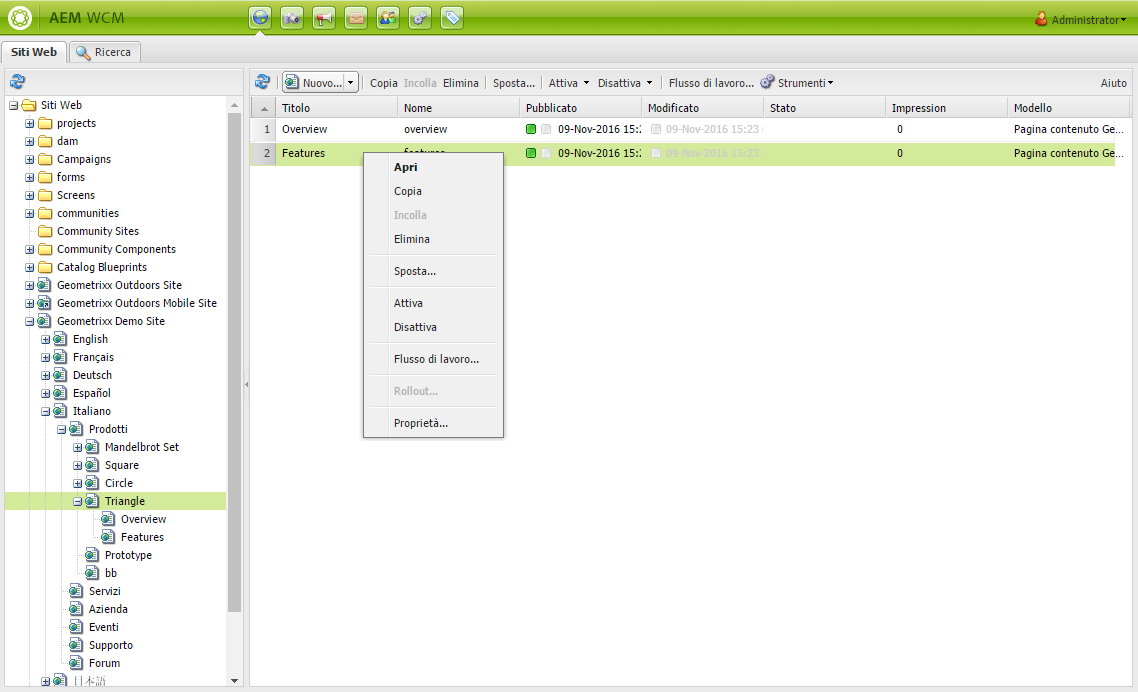 AEM WCM
Administrator
Siti Web
Ricerca
Nuovo...
Copia
Incolla
Elimina
Sposta...
Attiva
Disattiva
Flusso di lavoro...
Strumenti
Aiuto
Siti Web
projects
dam
Campaigns
forms
Screens
communities
Community Sites
Community Components
Catalog Blueprints
Geometrixx Outdoors Site
Geometrixx Outdoors Mobile Site
Geometrixx Demo Site
English
Français
Deutsch
Español
Italiano
Prodotti
Mandelbrot Set
Square
Circle
Triangle
Overview
Features
Prototype
bb
Servizi
Azienda
Eventi
Supporto
Forum
日本語
Titolo Nome Pubblicato Modificato Stato Impression Modello
1 Overview overview 09-Nov-2016 15:2 09-Nov-2016 15:23 0 Pagina contenuto Ge...
2 Features features 09-Nov-2016 15:2 09-Nov-2016 15:23 0 Pagina contenuto Ge...
Apri
Copia
Incolla
Elimina
Sposta...
Attiva
Disattiva
Flusso di lavoro...
Rollout...
Proprietà...